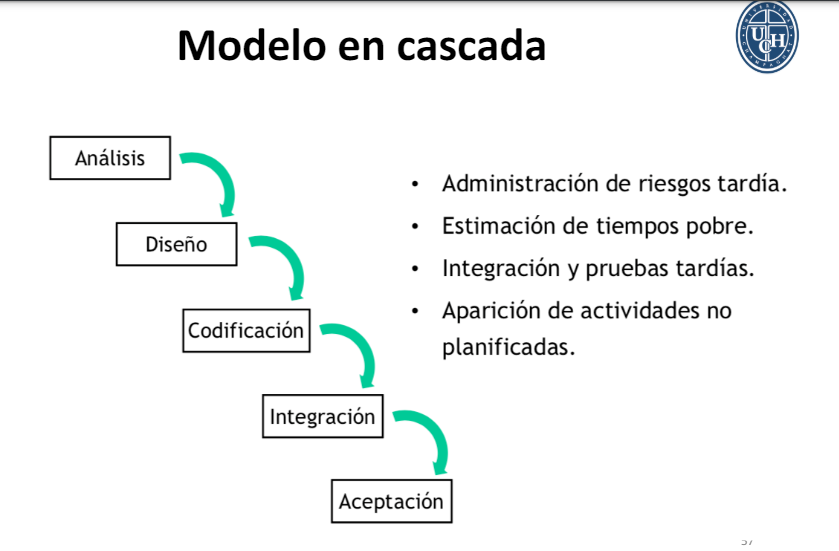 Modelo en cascada
UCH
Análisis
Diseño
Codificación
Integración
Aceptación
• Administración de riesgos tardía.
• Estimación de tiempos pobre.
• Integración y pruebas tardías.
• Aparición de actividades no
planificadas.